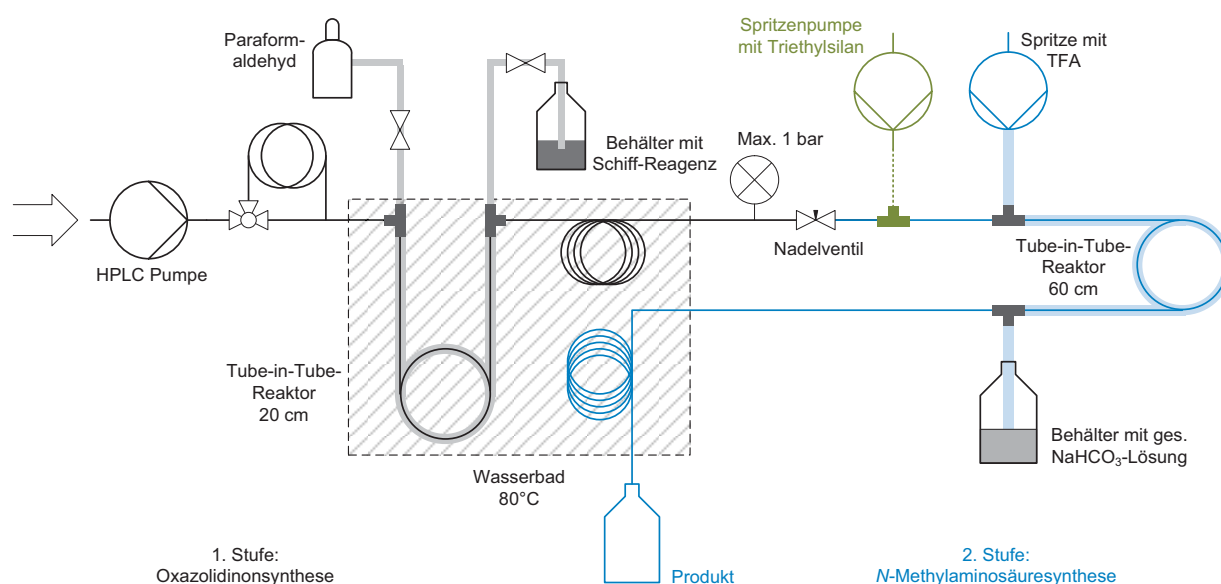 Paraform-
aldehyd
Spritzenpumpe
mit Triethylsilan
Spritze mit
TFA
Behälter mit
Schiff-Reagenz
Max. 1 bar
HPLC Pumpe
Nadelventil
Tube-in-Tube-
Reaktor
60 cm
Tube-in-Tube-
Reaktor
20 cm
Wasserbad
80°C
Behälter mit ges.
NaHCO₃-Lösung
1. Stufe:
Oxazolidinonsynthese
Produkt
2. Stufe:
N-Methylaminosäuresynthese